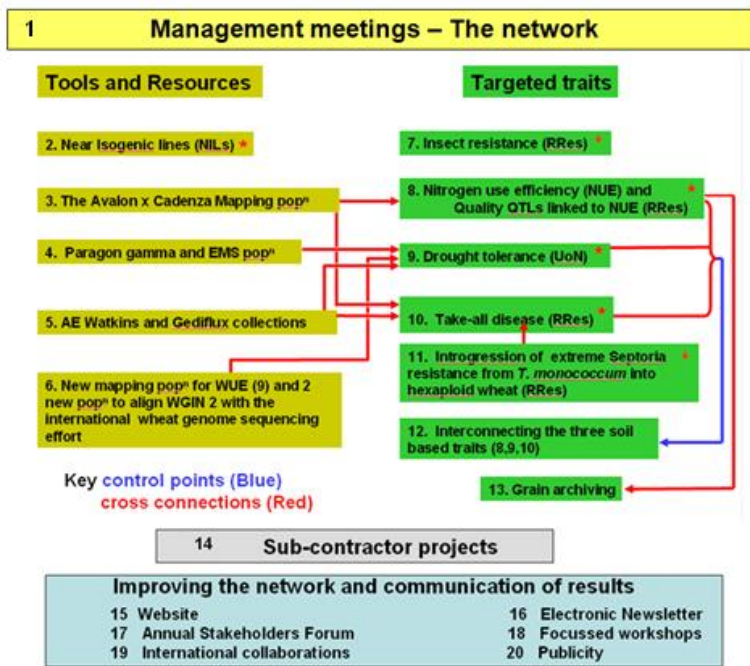 1 Management meetings – The network
Tools and Resources
2. Near Isogenic lines (NILs) *
3. The Avalon x Cadenza Mapping popⁿ
4. Paragon gamma and EMS popⁿ
5. AE Watkins and Gediflux collections
6. New mapping popⁿ for WUE (9) and 2
new popⁿ to align WGIN 2 with the
international wheat genome sequencing
effort
Targeted traits
7. Insect resistance (RRes) *
8. Nitrogen use efficiency (NUE) and *
Quality QTLs linked to NUE (RRes)
9. Drought tolerance (UoN) *
10. Take-all disease (RRes) *
11. Introgression of extreme Septoria *
resistance from T. monococcum into
hexaploid wheat (RRes)
12. Interconnecting the three soil
based traits (8,9,10)
13. Grain archiving
Key control points (Blue)
cross connections (Red)
14 Sub-contractor projects
Improving the network and communication of results
15 Website
16 Electronic Newsletter
17 Annual Stakeholders Forum
18 Focussed workshops
19 International collaborations
20 Publicity